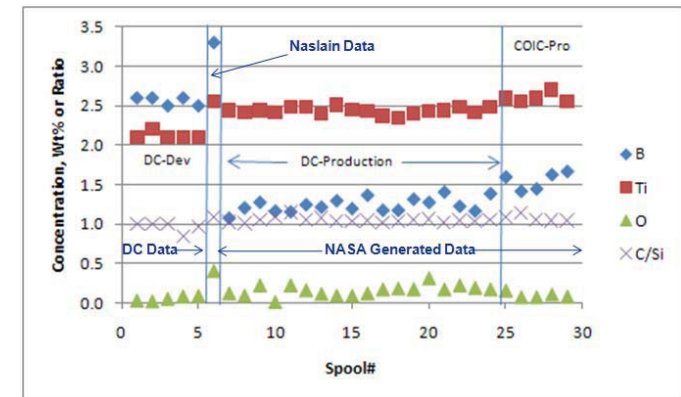 Naslain Data
COIC-Pro
3.5
3.0
2.5
2.0
1.5
1.0
0.5
0.0
Concentration, Wt% or Ratio
DC-Dev
DC-Production
DC Data
NASA Generated Data
0 5 10 15 20 25 30
Spool#
B
Ti
O
C/Si